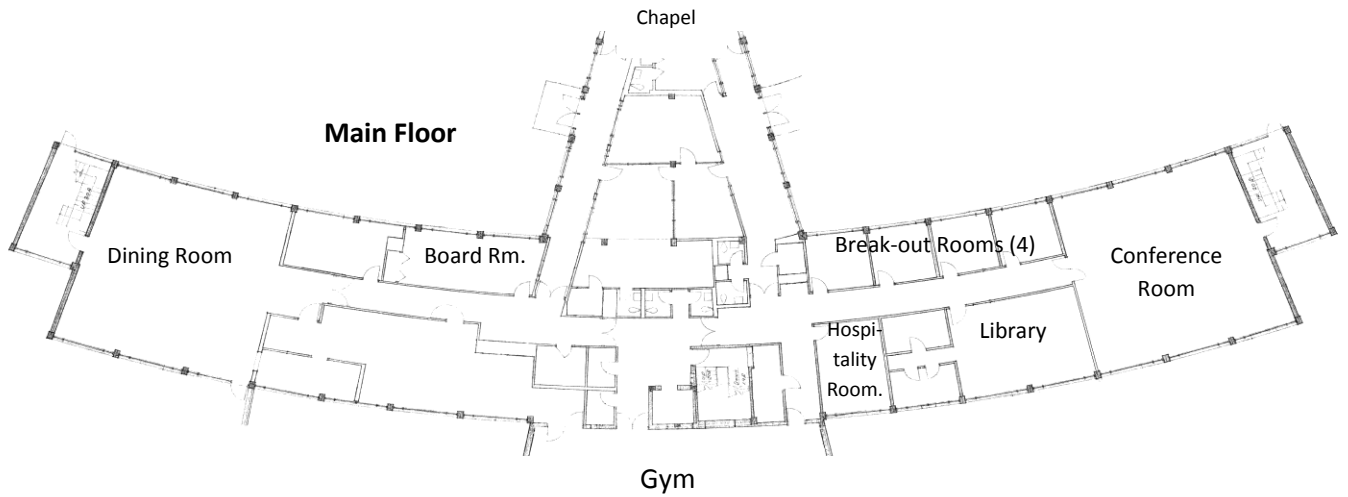 Chapel
Main Floor
Dining Room
Board Rm.
Break-out Rooms (4)
Conference
Room
Hospi-
tality
Room.
Library
Gym